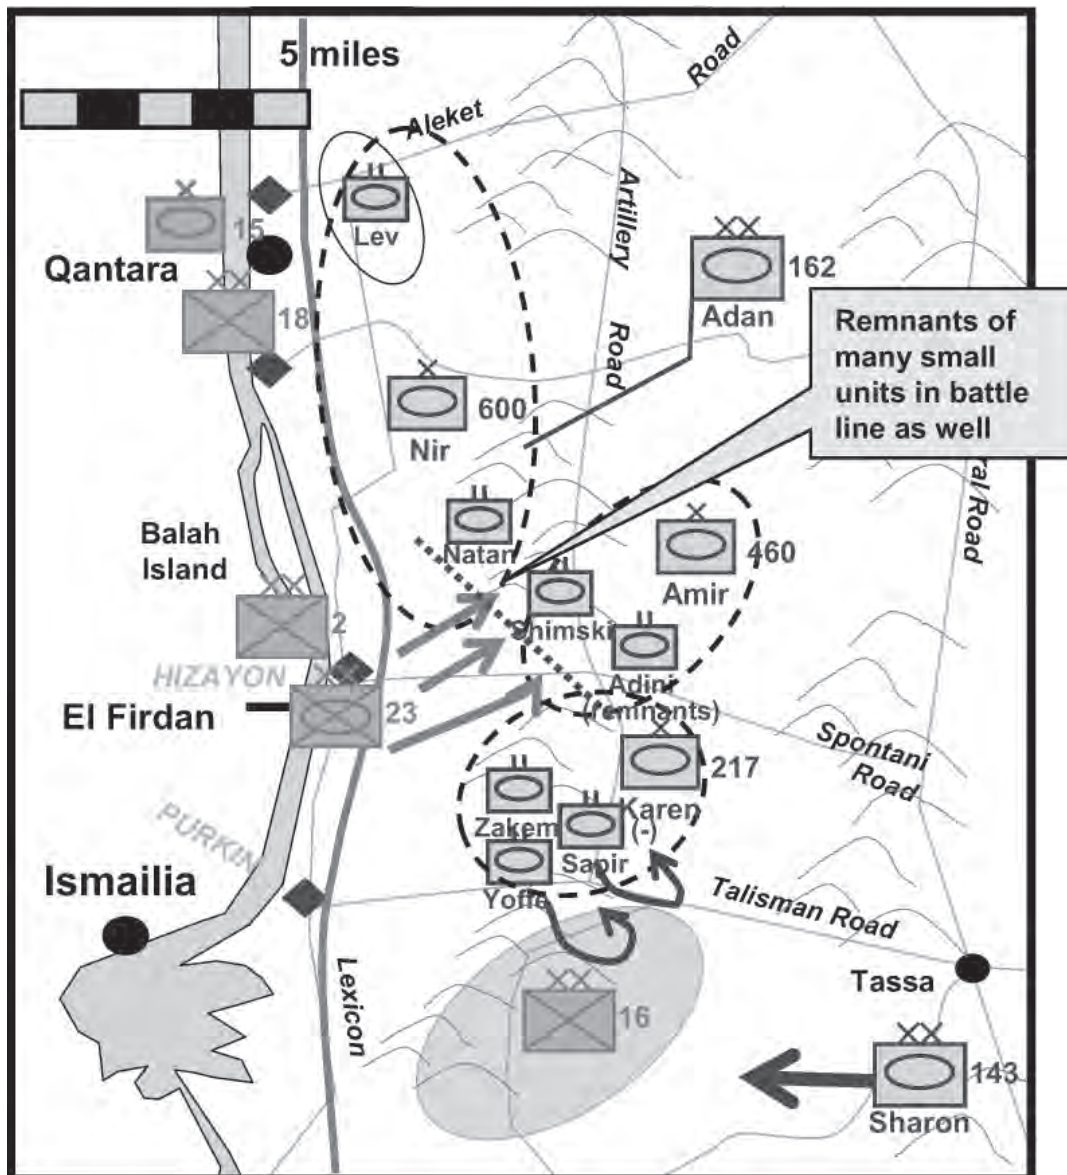 5 miles
Road
Aleket
Lev
15
Qantara
Artillery
Road
162
Adan
18
Remnants of
many small
units in battle
line as well
600
Nir
ral Road
Natan
460
Amir
Balah
Island
Shimski
2
Adini
(remnants)
HIZAYON
El Firdan
23
Spontani
Road
217
Karen
(-)
Zakem
Sapir
PURKIN
Yoffe
Ismailia
Talisman Road
Tassa
Lexicon
16
143
Sharon